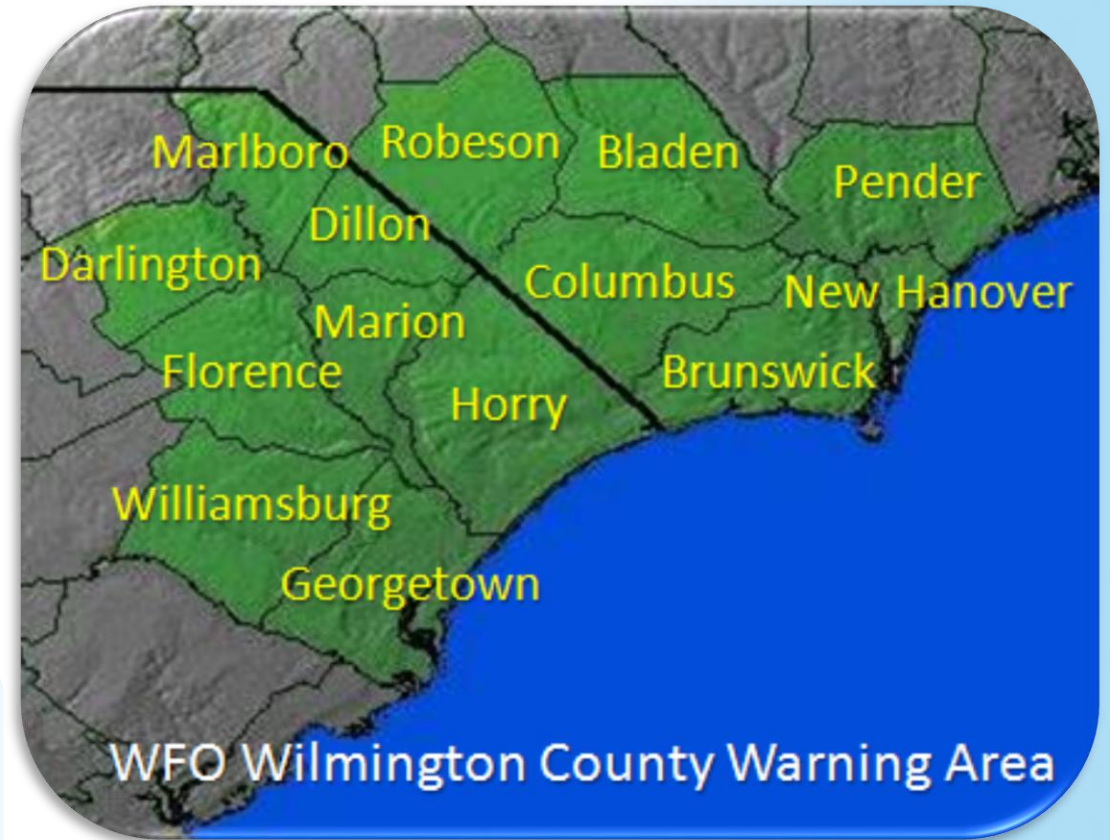 Marlboro
Robeson
Bladen
Pender
Dillon
Darlington
Columbus
New Hanover
Marion
Florence
Brunswick
Horry
Williamsburg
Georgetown
WFO Wilmington County Warning Area